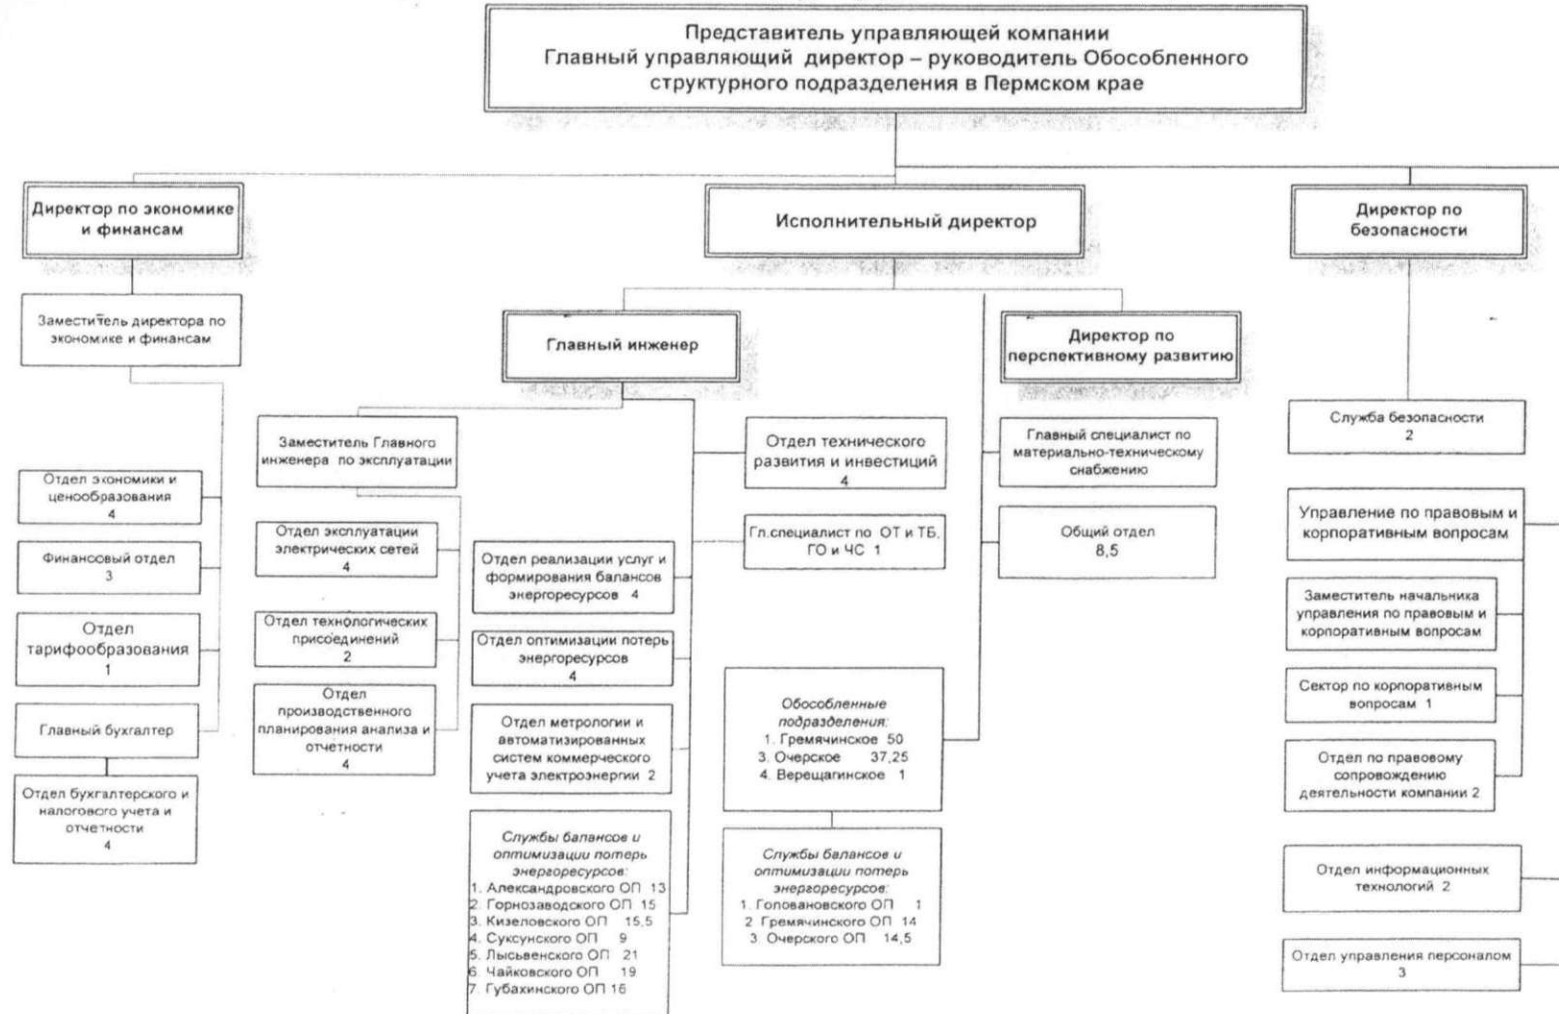 Представитель управляющей компании
Главный управляющий директор – руководитель Обособленного
структурного подразделения в Пермском крае
Директор по экономике
и финансам
Исполнительный директор
Директор по
безопасности
Заместитель директора по
экономике и финансам
Главный инженер
Директор по
перспективному развитию
Отдел экономики и
ценообразования
4
Финансовый отдел
3
Отдел
тарифообразования
1
Главный бухгалтер
Отдел бухгалтерского и
налогового учета и
отчетности
4
Заместитель Главного
инженера по эксплуатации
Отдел эксплуатации
электрических сетей
4
Отдел технологических
присоединений
2
Отдел
производственного
планирования анализа и
отчетности
4
Отдел реализации услуг и
формирования балансов
энергоресурсов 4
Отдел оптимизации потерь
энергоресурсов
4
Отдел метрологии и
автоматизированных
систем коммерческого
учета электроэнергии 2
Службы балансов и
оптимизации потерь
энергоресурсов:
1. Александровского ОП 13
2. Горнозаводского ОП 15
3. Кизеловского ОП 15,5
4. Суксунского ОП 9
5. Лысьвенского ОП 21
6. Чайковского ОП 19
7. Губахинского ОП 16
Отдел технического
развития и инвестиций
4
Гл.специалист по ОТ и ТБ,
ГО и ЧС 1
Обособленные
подразделения:
1. Гремячинское 50
3. Очерское 37,25
4. Верещагинское 1
Службы балансов и
оптимизации потерь
энергоресурсов:
1. Головановского ОП 1
2 Гремячинского ОП 14
3. Очерского ОП 14,5
Главный специалист по
материально-техническому
снабжению
Общий отдел
8,5
Служба безопасности
2
Управление по правовым и
корпоративным вопросам
Заместитель начальника
управления по правовым и
корпоративным вопросам
Сектор по корпоративным
вопросам 1
Отдел по правовому
сопровождению
деятельности компании 2
Отдел информационных
технологий 2
Отдел управления персоналом
3